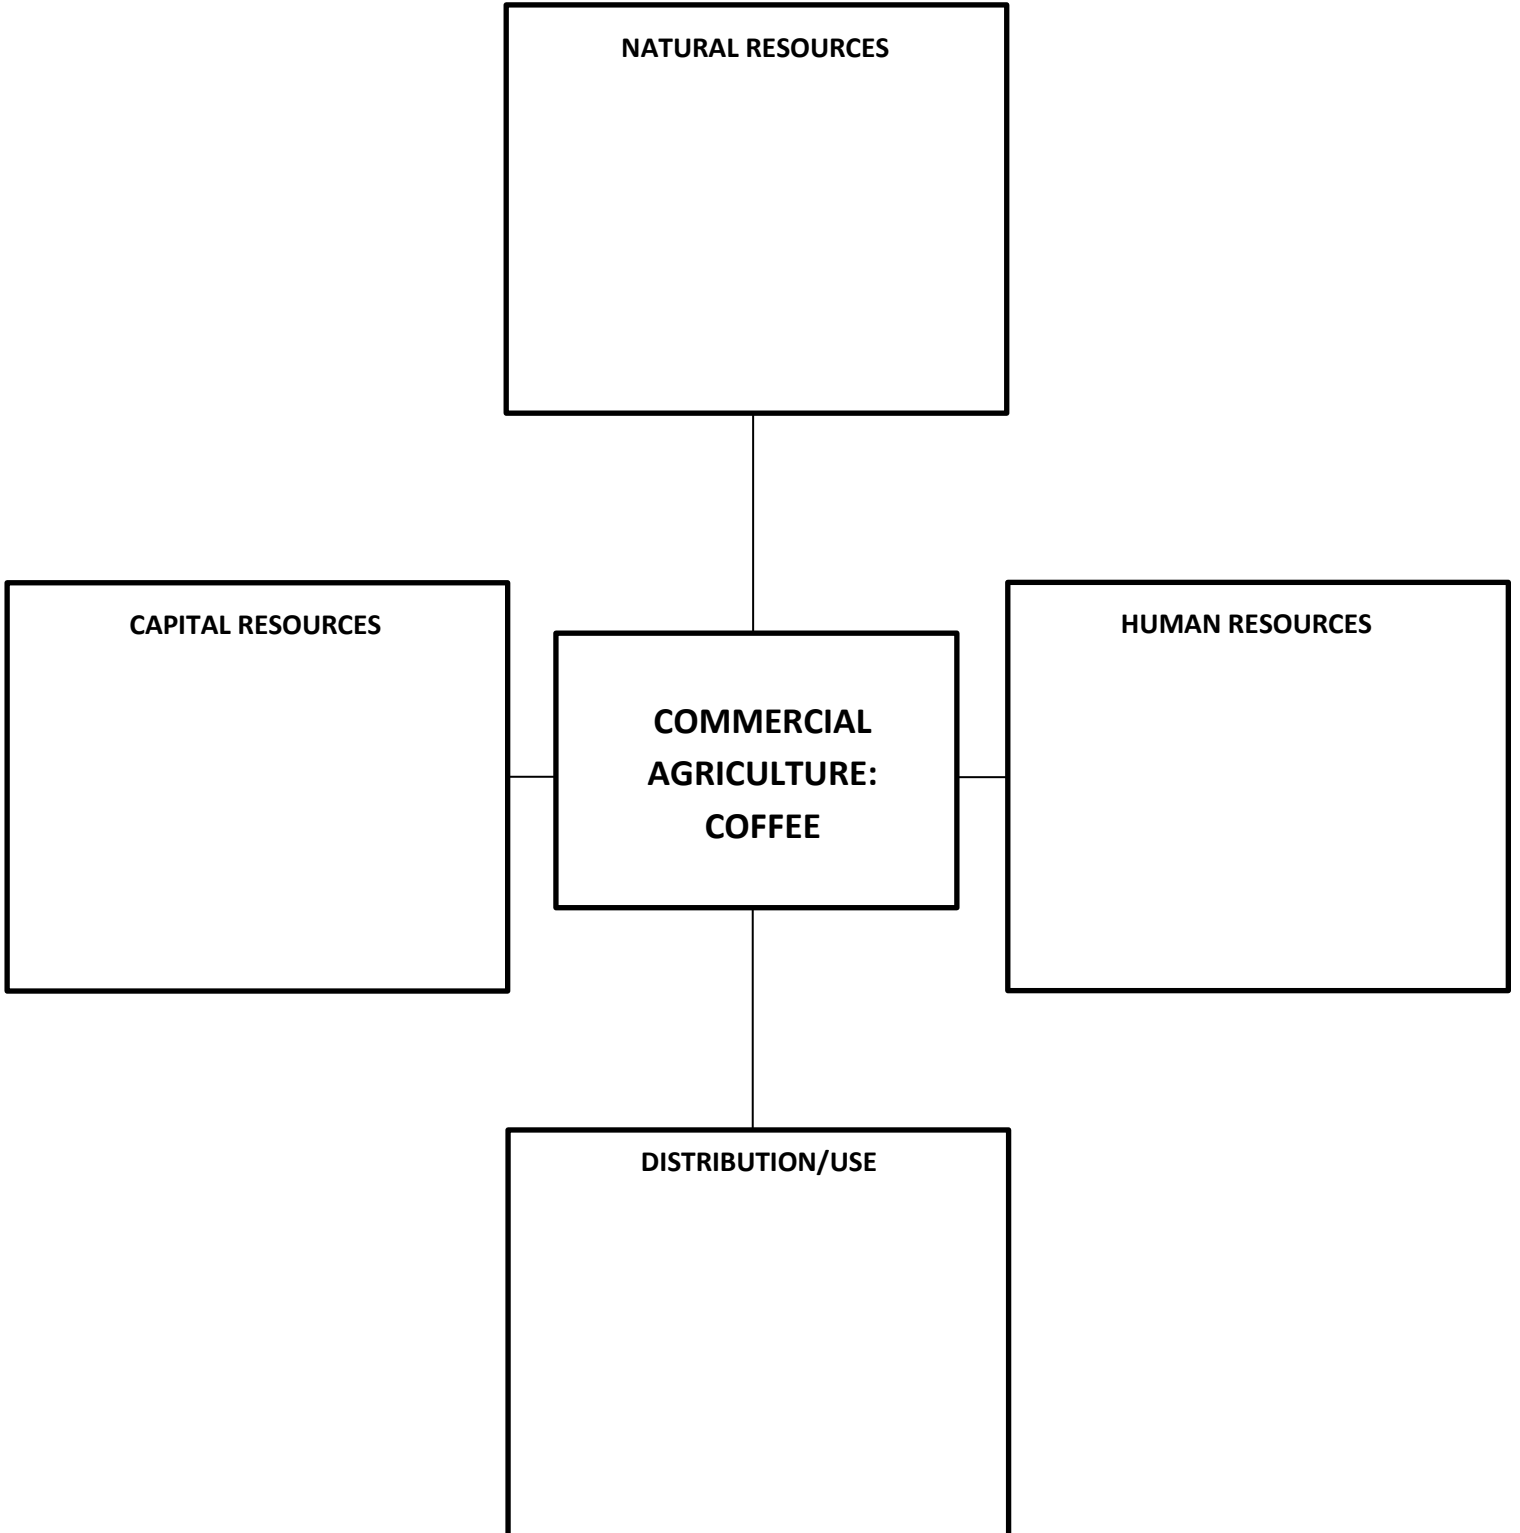 NATURAL RESOURCES
CAPITAL RESOURCES
HUMAN RESOURCES
COMMERCIAL
AGRICULTURE:
COFFEE
DISTRIBUTION/USE